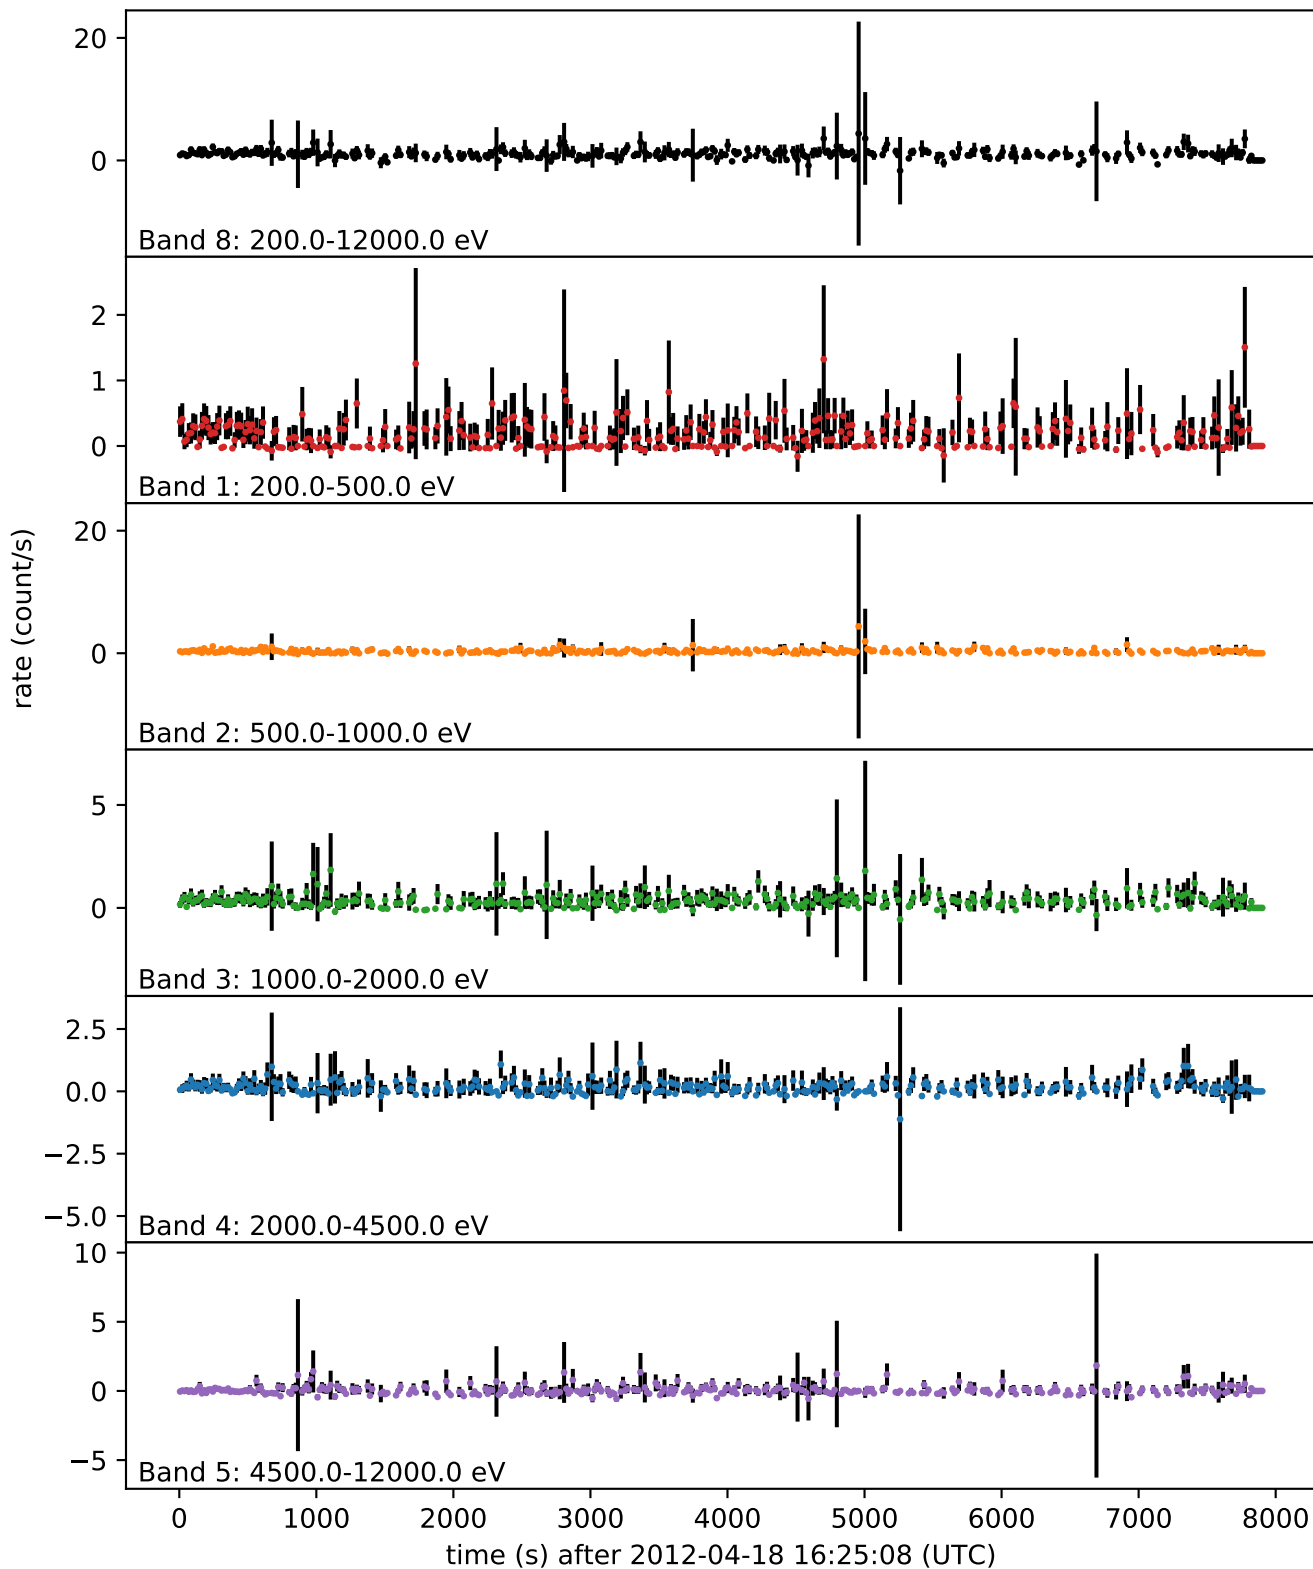 20
0
Band 8: 200.0-12000.0 eV
2
1
0
Band 1: 200.0-500.0 eV
rate (count/s)
20
0
Band 2: 500.0-1000.0 eV
5
0
Band 3: 1000.0-2000.0 eV
2.5
0.0
−2.5
−5.0
Band 4: 2000.0-4500.0 eV
10
5
0
−5
Band 5: 4500.0-12000.0 eV
0 1000 2000 3000 4000 5000 6000 7000 8000
time (s) after 2012-04-18 16:25:08 (UTC)